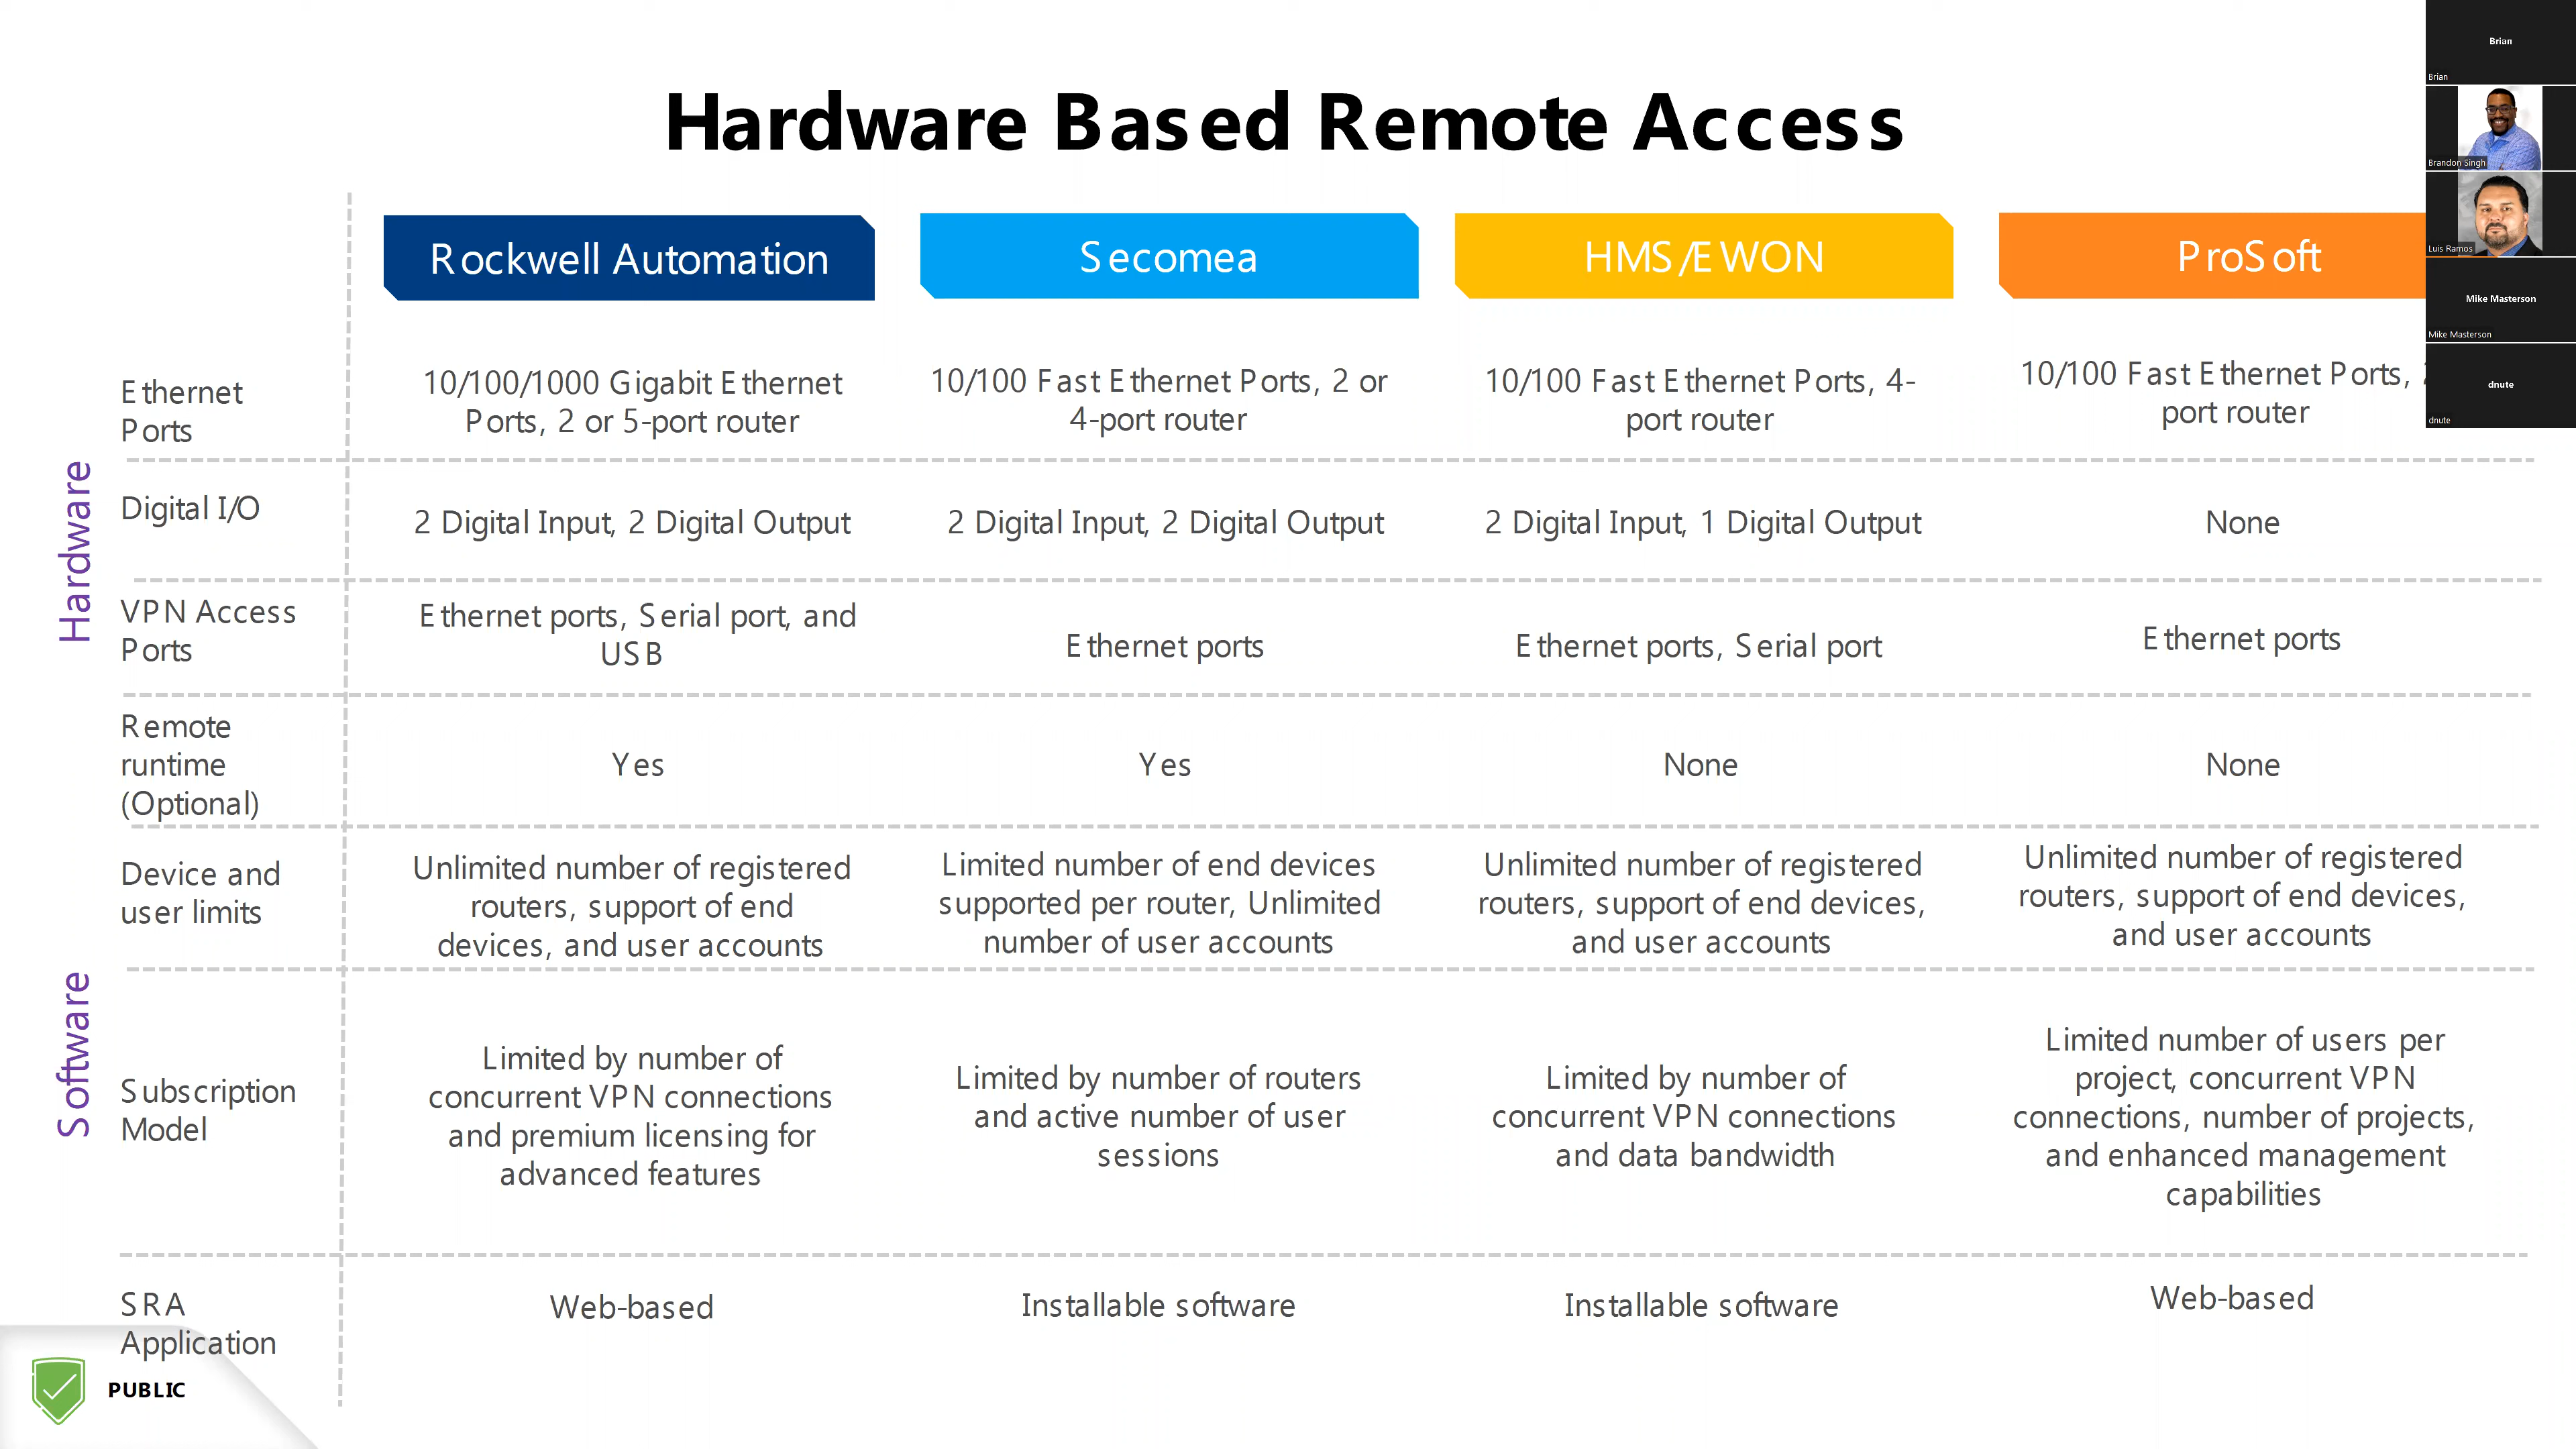 Hardware Based Remote Access
Rockwell Automation
Secomea
HMS/EWON
ProSoft
Hardware
Ethernet
Ports
10/100/1000 Gigabit Ethernet
Ports, 2 or 5-port router
10/100 Fast Ethernet Ports, 2 or
4-port router
10/100 Fast Ethernet Ports, 4-
port router
10/100 Fast Ethernet Ports,
port router
Digital I/O
2 Digital Input, 2 Digital Output
2 Digital Input, 2 Digital Output
2 Digital Input, 1 Digital Output
None
VPN Access
Ports
Ethernet ports, Serial port, and
USB
Ethernet ports
Ethernet ports, Serial port
Ethernet ports
Remote
runtime
(Optional)
Yes
Yes
None
None
Software
Device and
user limits
Unlimited number of registered
routers, support of end
devices, and user accounts
Limited number of end devices
supported per router, Unlimited
number of user accounts
Unlimited number of registered
routers, support of end devices,
and user accounts
Unlimited number of registered
routers, support of end devices,
and user accounts
Subscription
Model
Limited by number of
concurrent VPN connections
and premium licensing for
advanced features
Limited by number of routers
and active number of user
sessions
Limited by number of
concurrent VPN connections
and data bandwidth
Limited number of users per
project, concurrent VPN
connections, number of projects,
and enhanced management
capabilities
SRA
Application
Web-based
Installable software
Installable software
Web-based
PUBLIC
Brian
Brian
Brandon Singh
Luis Ramos
Mike Masterson
Mike Masterson
dnute
dnute